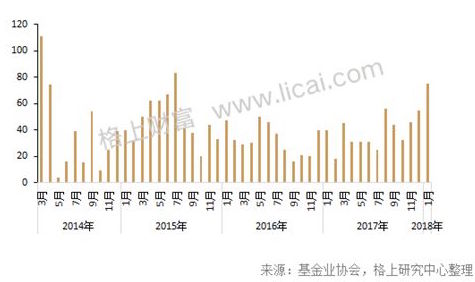 120
100
80
60
40
20
0
格上财富 www.licai.com
3月 5月 7月 9月 11月 1月 3月 5月 7月 9月 11月 1月 3月 5月 7月 9月 11月 1月 3月 5月 7月 9月 11月 1月
2014年 2015年 2016年 2017年 2018年
来源：基金业协会，格上研究中心整理